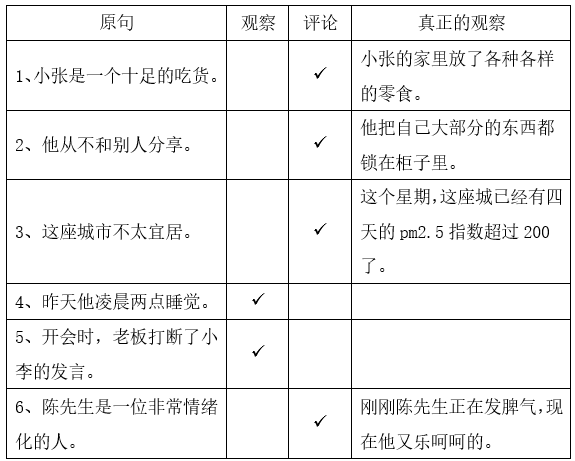 原句 观察 评论 真正的观察
1、小张是一个十足的吃货。 ✓ 小张的家里放了各种各样
的零食。
2、他从不和别人分享。 ✓ 他把自己大部分的东西都
锁在柜子里。
3、这座城市不太宜居。 ✓ 这个星期,这座城已经有四
天的 pm2.5 指数超过 200
了。
4、昨天他凌晨两点睡觉。 ✓
5、开会时，老板打断了小 ✓
李的发言。
6、陈先生是一位非常情绪 ✓ 刚刚陈先生正在发脾气,现
化的人。 在他又乐呵呵的。